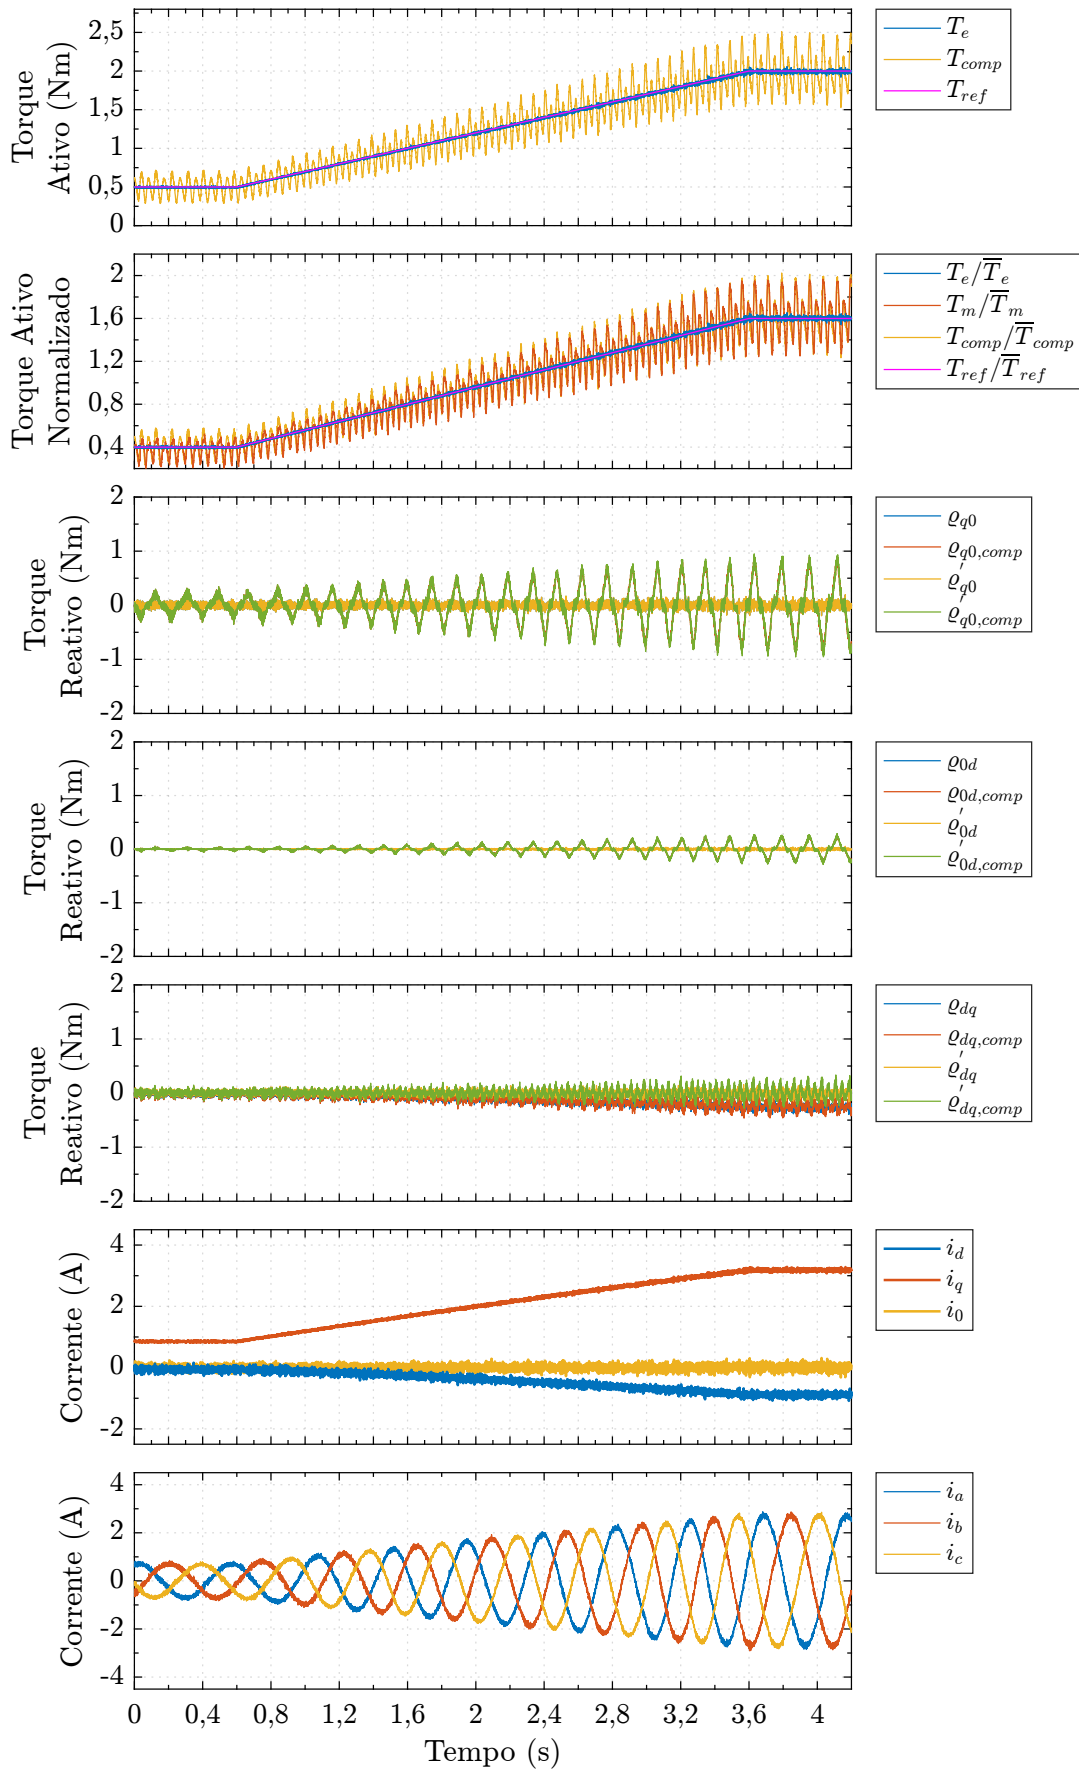 Torque
Ativo (Nm)
2,5
2
1,5
1
0,5
0
T_e
T_comp
T_ref
Torque Ativo
Normalizado
2
1,6
1,2
0,8
0,4
T_e/T̅_e
T_m/T̅_m
T_comp/T̅_comp
T_ref/T̅_ref
Torque
Reativo (Nm)
2
1
0
-1
-2
ϱ_q0
ϱ_q0,comp
ϱ'_q0
ϱ'_q0,comp
Torque
Reativo (Nm)
2
1
0
-1
-2
ϱ_0d
ϱ_0d,comp
ϱ'_0d
ϱ'_0d,comp
Torque
Reativo (Nm)
2
1
0
-1
-2
ϱ_dq
ϱ_dq,comp
ϱ'_dq
ϱ'_dq,comp
Corrente (A)
4
2
0
-2
i_d
i_q
i_0
Corrente (A)
4
2
0
-2
-4
i_a
i_b
i_c
0 0,4 0,8 1,2 1,6 2 2,4 2,8 3,2 3,6 4
Tempo (s)